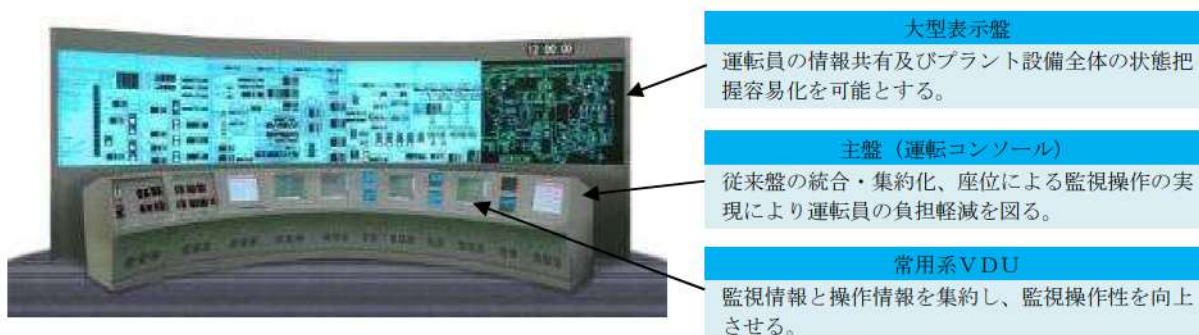 12:00:00
大型表示盤
運転員の情報共有及びプラント設備全体の状態把
握容易化を可能とする。
主盤（運転コンソール）
従来盤の統合・集約化、座位による監視操作の実
現により運転員の負担軽減を図る。
常用系ＶＤＵ
監視情報と操作情報を集約し、監視操作性を向上
させる。